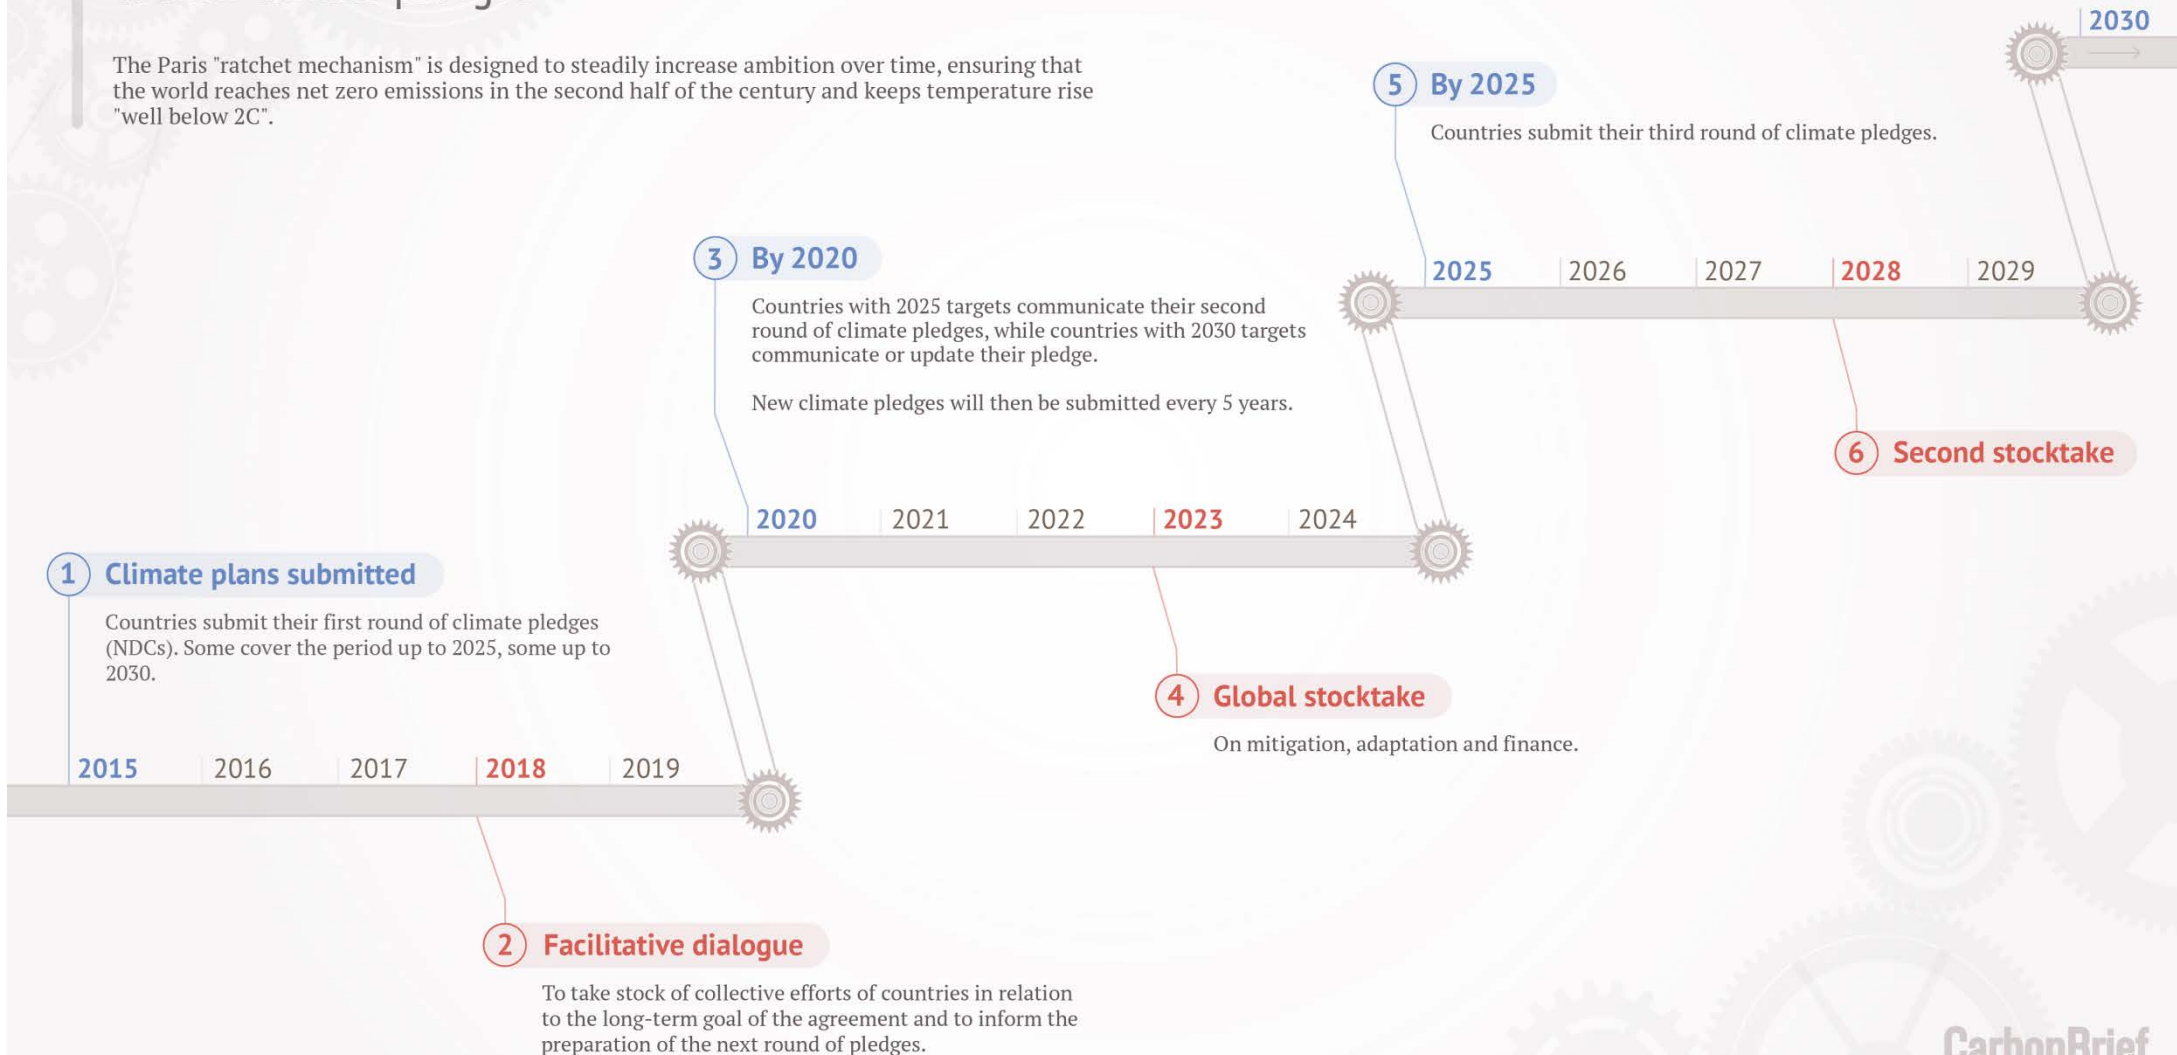 The Paris "ratchet mechanism" is designed to steadily increase ambition over time, ensuring that
the world reaches net zero emissions in the second half of the century and keeps temperature rise
"well below 2C".
2030
5 By 2025
Countries submit their third round of climate pledges.
2025 2026 2027 2028 2029
6 Second stocktake
3 By 2020
Countries with 2025 targets communicate their second
round of climate pledges, while countries with 2030 targets
communicate or update their pledge.
New climate pledges will then be submitted every 5 years.
2020 2021 2022 2023 2024
4 Global stocktake
On mitigation, adaptation and finance.
1 Climate plans submitted
Countries submit their first round of climate pledges
(NDCs). Some cover the period up to 2025, some up to
2030.
2015 2016 2017 2018 2019
2 Facilitative dialogue
To take stock of collective efforts of countries in relation
to the long-term goal of the agreement and to inform the
preparation of the next round of pledges.
CarbonBrief